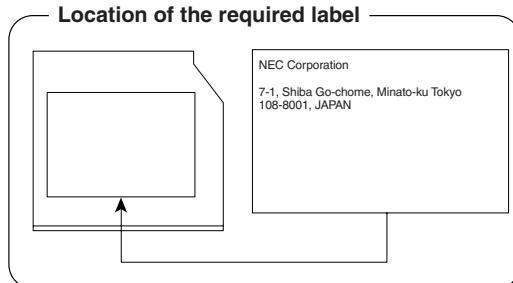 Location of the required label
NEC Corporation
7-1, Shiba Go-chome, Minato-ku Tokyo
108-8001, JAPAN